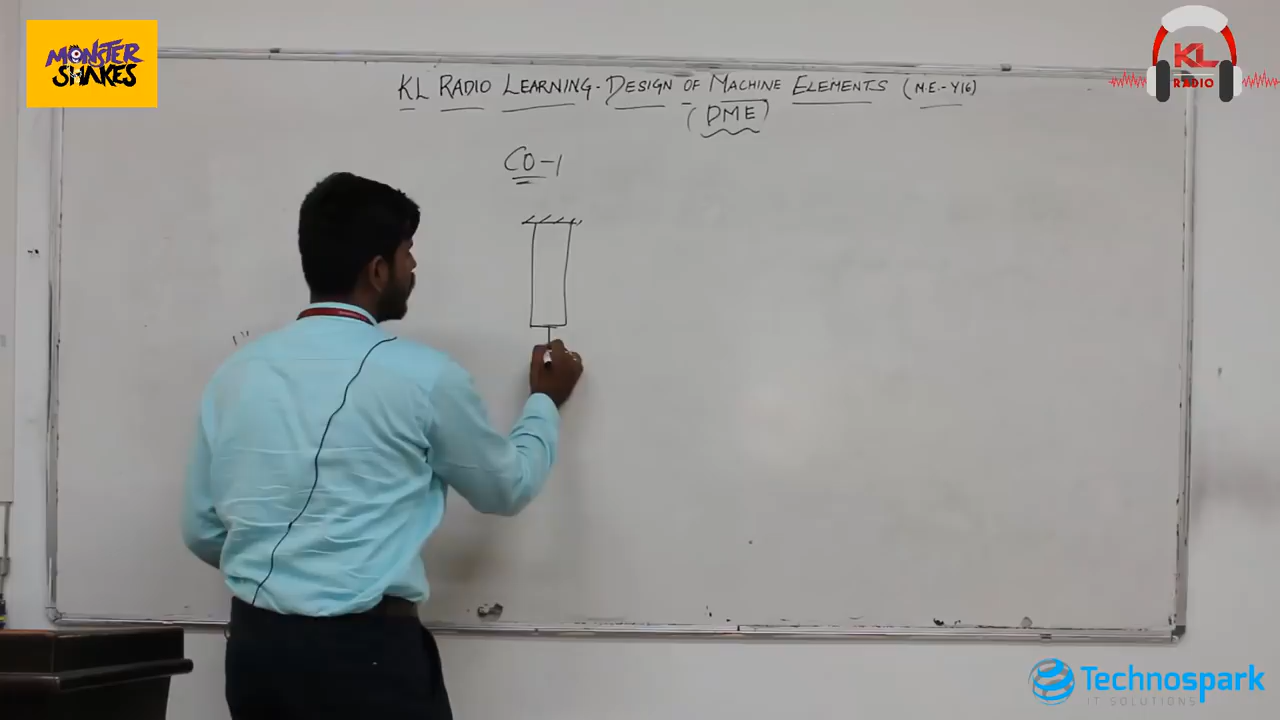 MONSTER
SHAKES
KL RADIO LEARNING - DESIGN OF MACHINE ELEMENTS (M.E.-Y16)
(DME)
CO-1
KL
RADIO
Technospark
IT SOLUTIONS